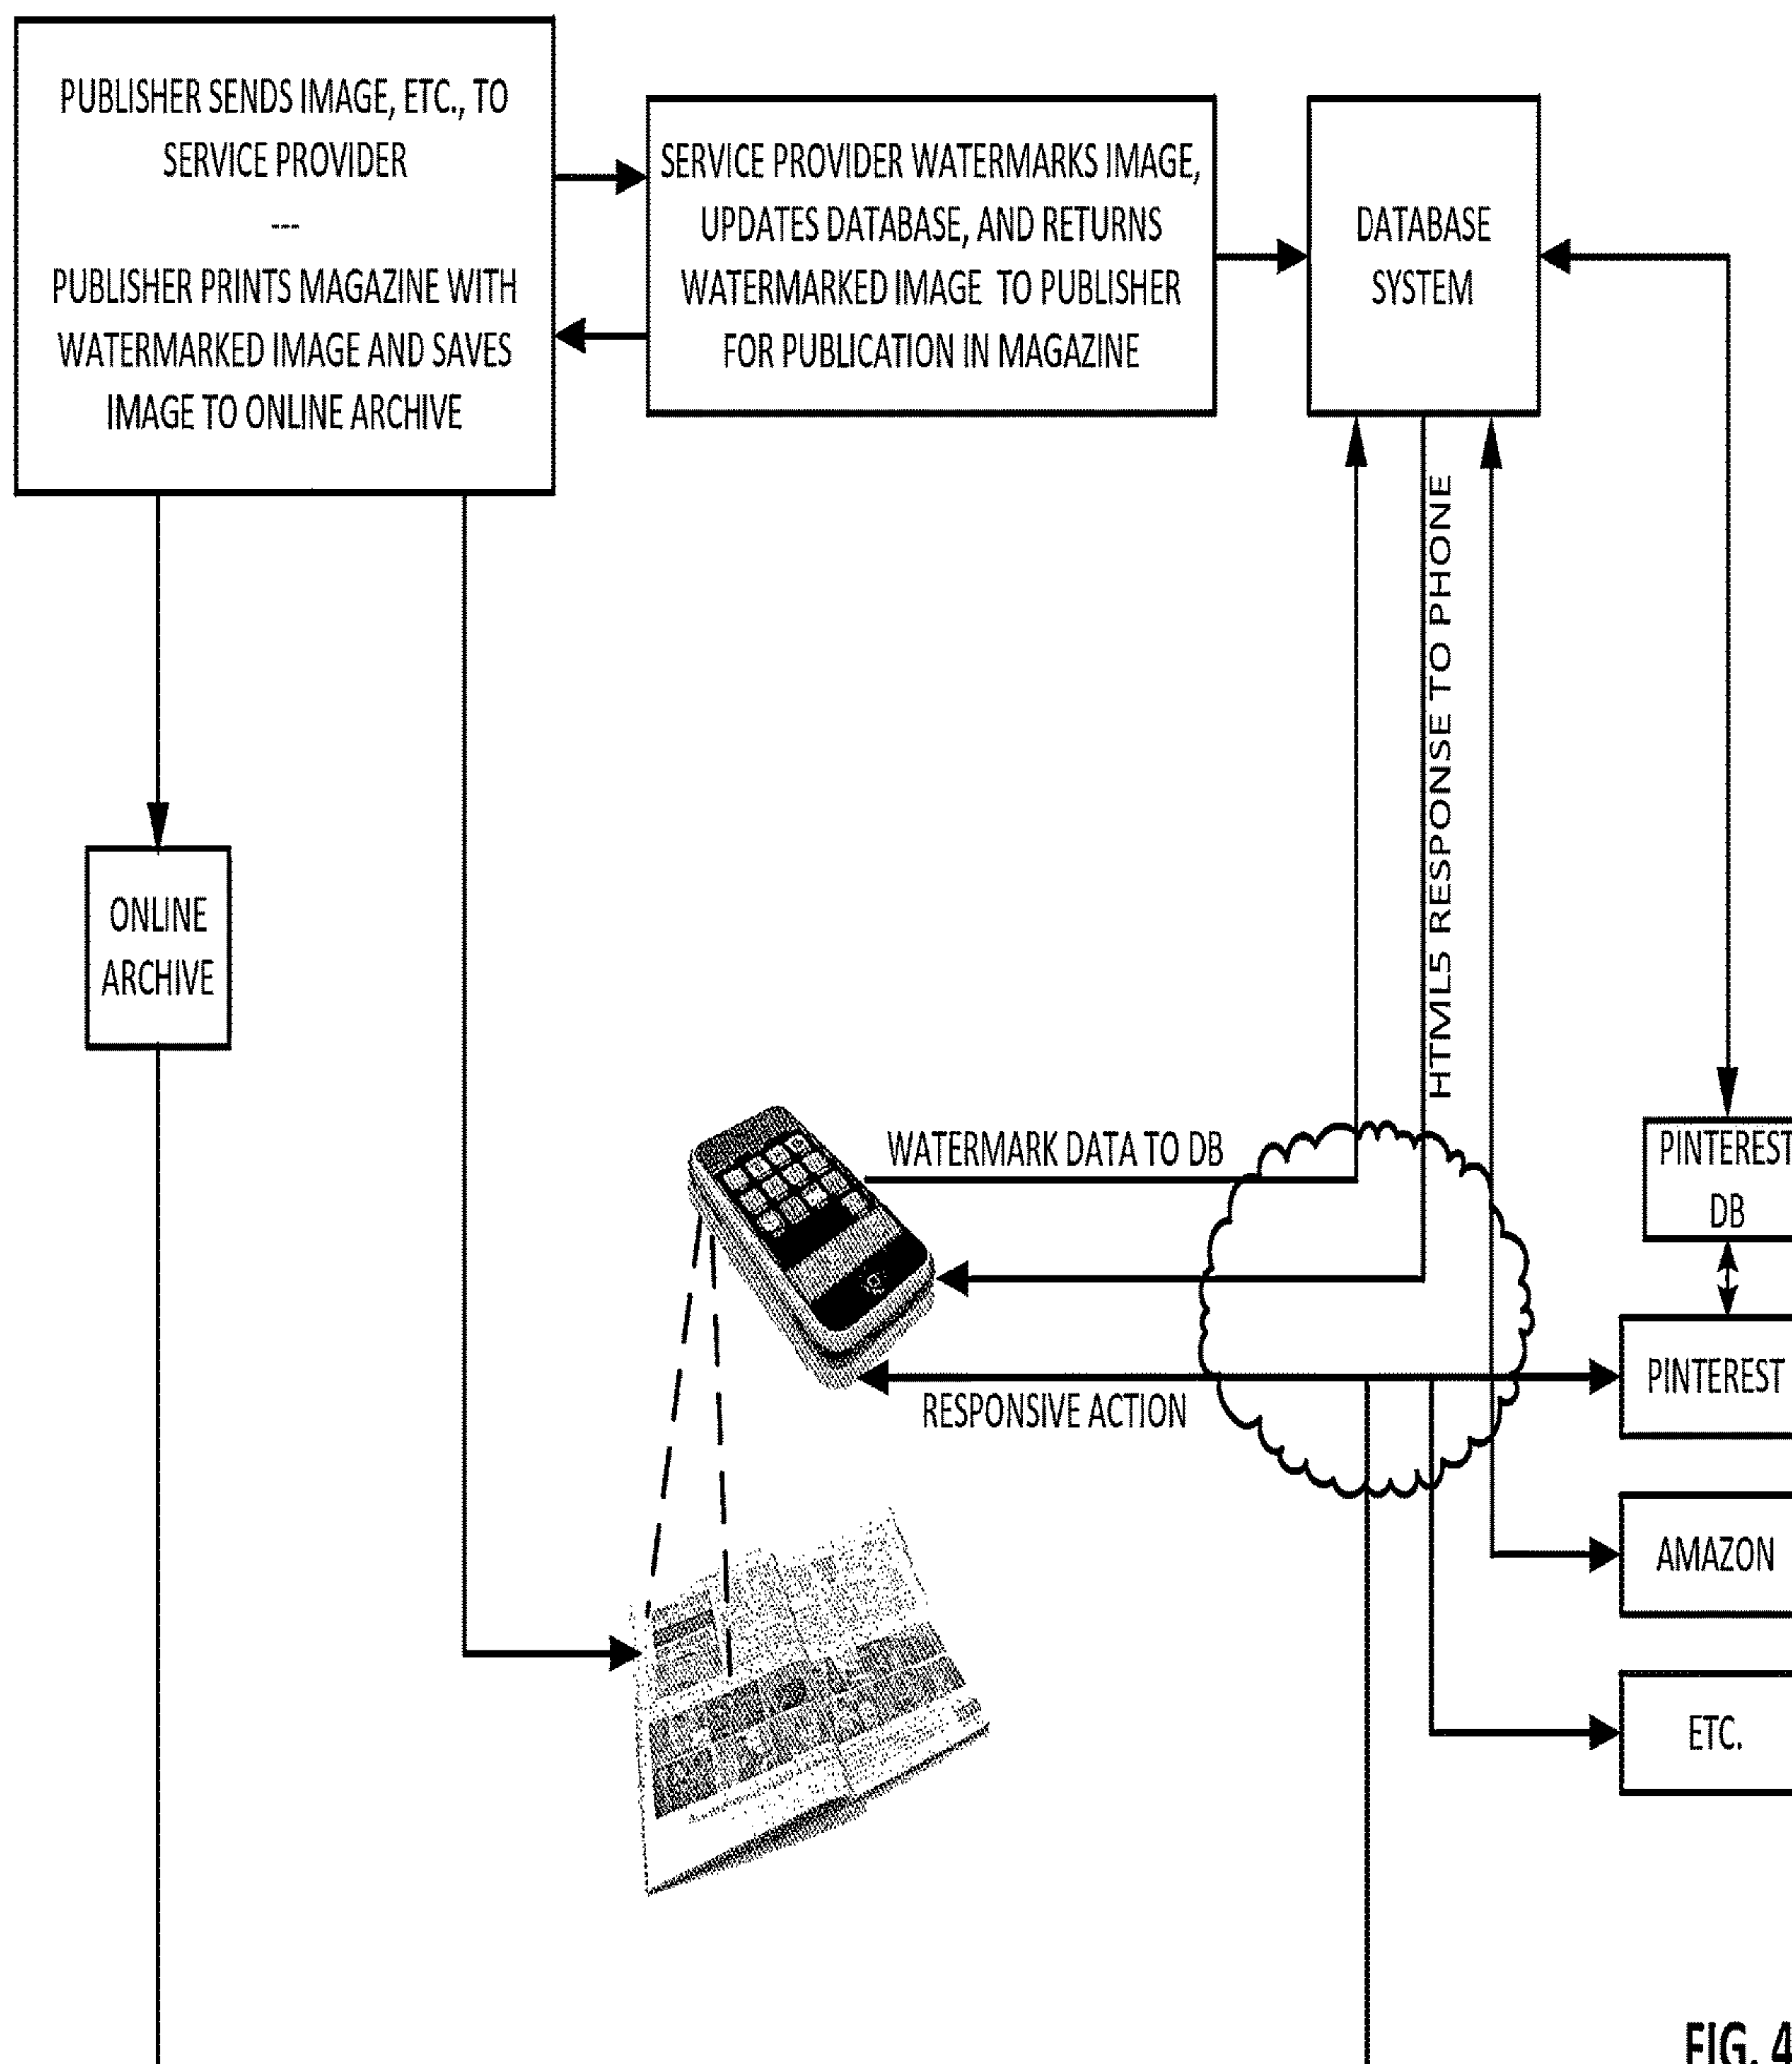 PUBLISHER SENDS IMAGE, ETC., TO
SERVICE PROVIDER
---
PUBLISHER PRINTS MAGAZINE WITH
WATERMARKED IMAGE AND SAVES
IMAGE TO ONLINE ARCHIVE
SERVICE PROVIDER WATERMARKS IMAGE,
UPDATES DATABASE, AND RETURNS
WATERMARKED IMAGE TO PUBLISHER
FOR PUBLICATION IN MAGAZINE
DATABASE
SYSTEM
HTML5 RESPONSE TO PHONE
ONLINE
ARCHIVE
WATERMARK DATA TO DB
PINTEREST
DB
PINTEREST
RESPONSIVE ACTION
AMAZON
ETC.
FIG. 4